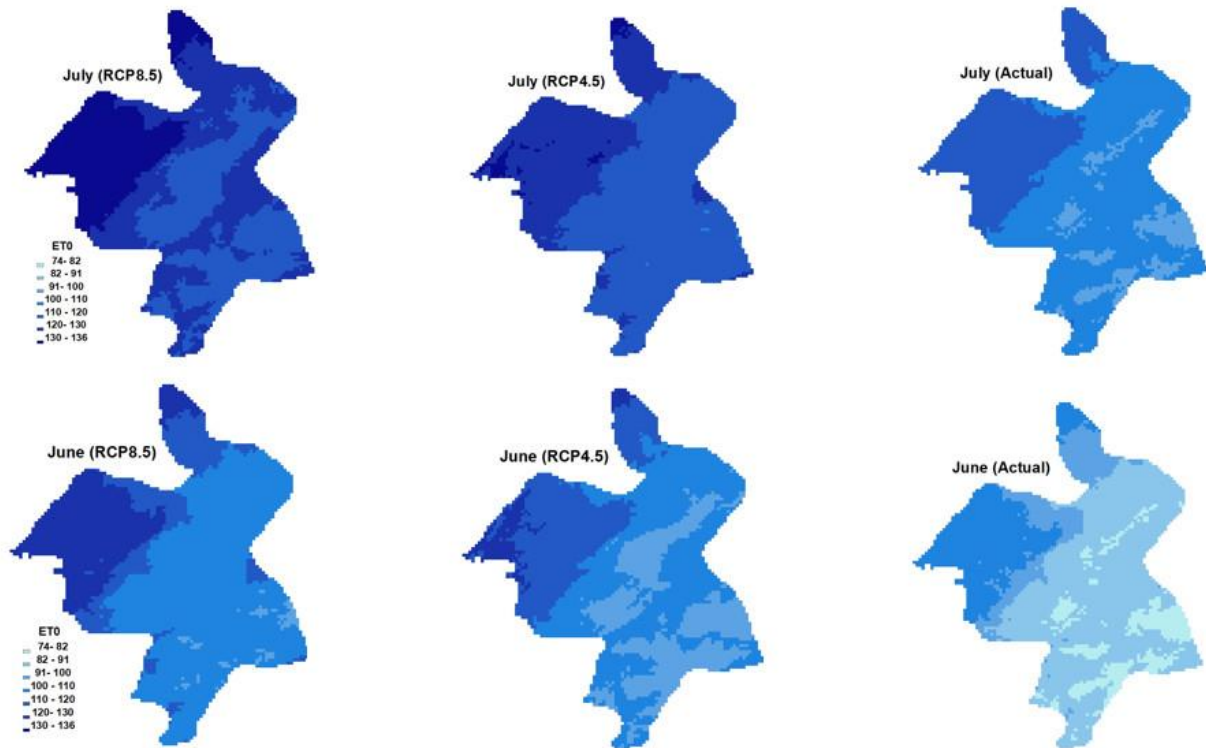 July (RCP8.5)
July (RCP4.5)
July (Actual)
ET0
74- 82
82 - 91
91- 100
100 - 110
110 - 120
120- 130
130 - 136
June (RCP8.5)
June (RCP4.5)
June (Actual)
ET0
74- 82
82 - 91
91- 100
100 - 110
110 - 120
120 - 130
130 - 136